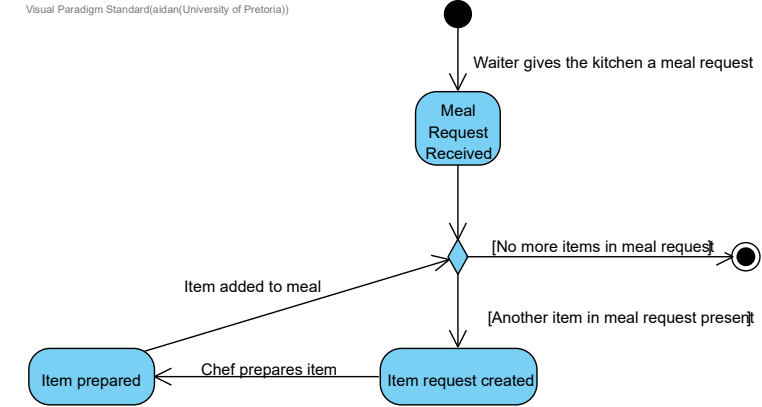 Visual Paradigm Standard(aidan(University of Pretoria))
Waiter gives the kitchen a meal request
Meal
Request
Received
[No more items in meal request]
Item added to meal
[Another item in meal request present]
Chef prepares item
Item prepared
Item request created